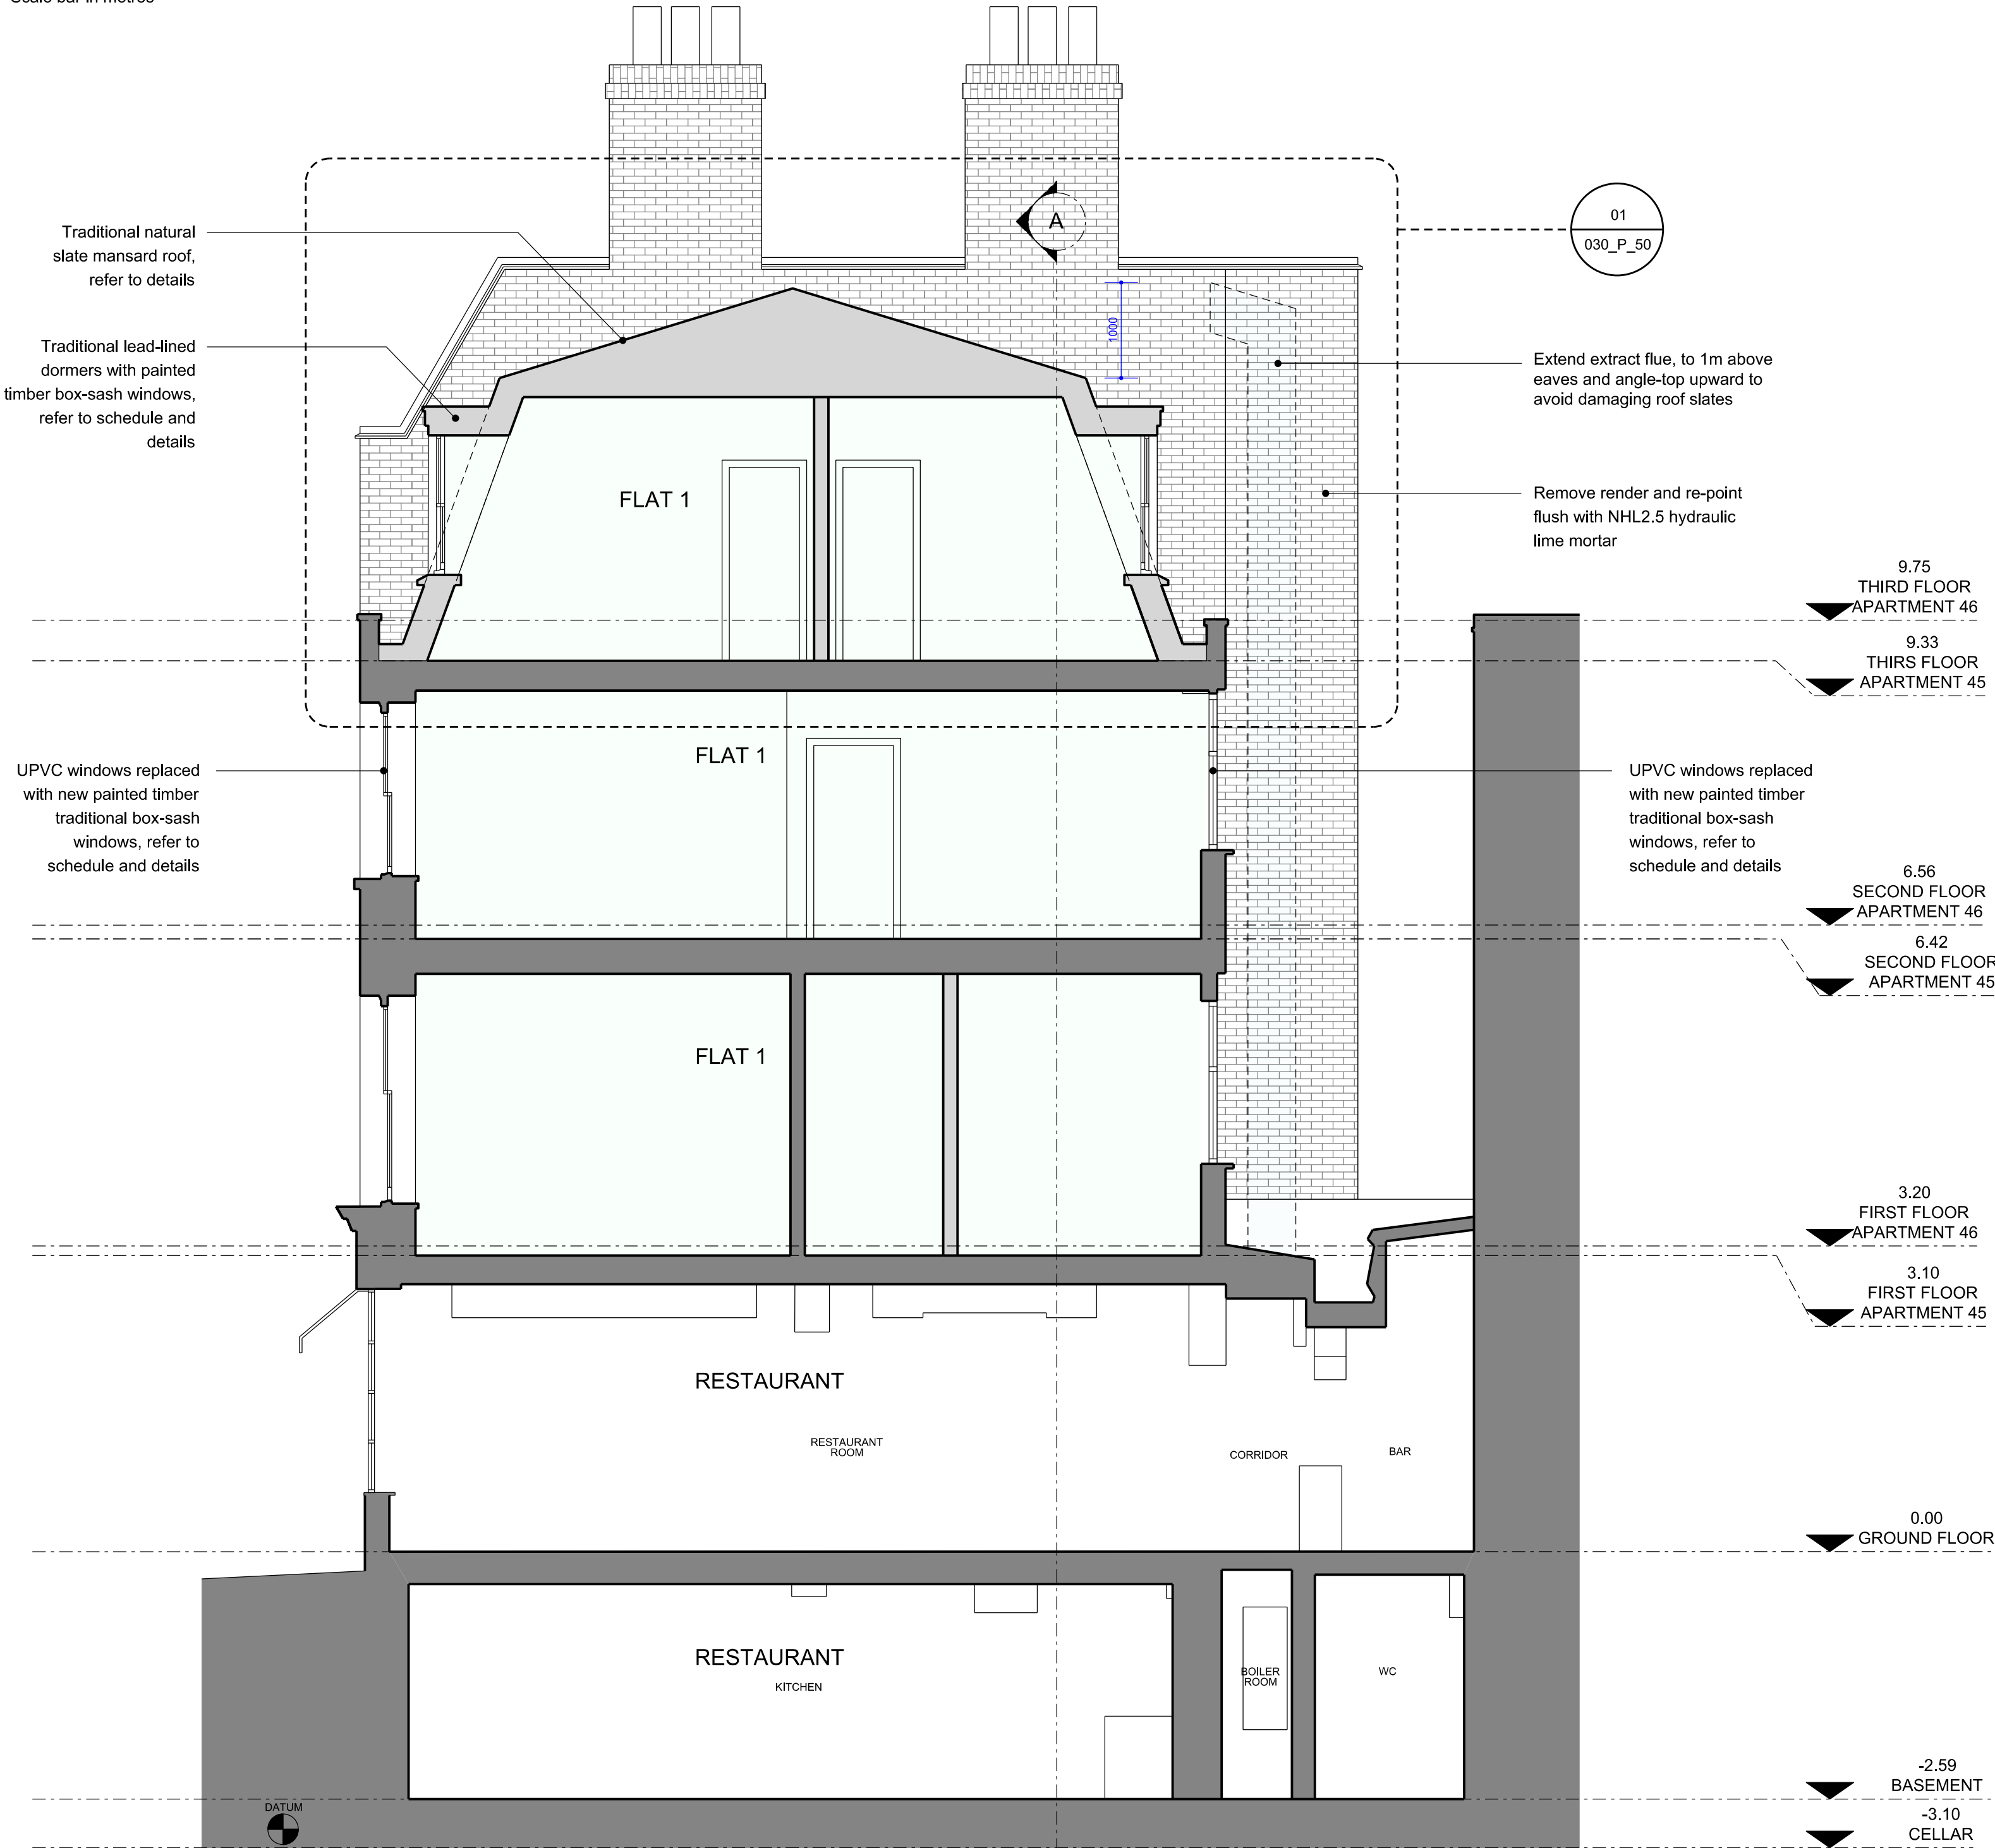 Scale bar in metres
A
01
030_P_50
Traditional natural
slate mansard roof,
refer to details
Traditional lead-lined
dormers with painted
timber box-sash windows,
refer to schedule and
details
1000
Extend extract flue, to 1m above
eaves and angle-top upward to
avoid damaging roof slates
FLAT 1
Remove render and re-point
flush with NHL2.5 hydraulic
lime mortar
9.75
THIRD FLOOR
APARTMENT 46
9.33
THIRS FLOOR
APARTMENT 45
UPVC windows replaced
with new painted timber
traditional box-sash
windows, refer to
schedule and details
FLAT 1
UPVC windows replaced
with new painted timber
traditional box-sash
windows, refer to
schedule and details
6.56
SECOND FLOOR
APARTMENT 46
6.42
SECOND FLOOR
APARTMENT 45
FLAT 1
3.20
FIRST FLOOR
APARTMENT 46
3.10
FIRST FLOOR
APARTMENT 45
RESTAURANT
RESTAURANT
ROOM
CORRIDOR
BAR
0.00
GROUND FLOOR
RESTAURANT
KITCHEN
BOILER
ROOM
WC
-2.59
BASEMENT
DATUM
-3.10
CELLAR